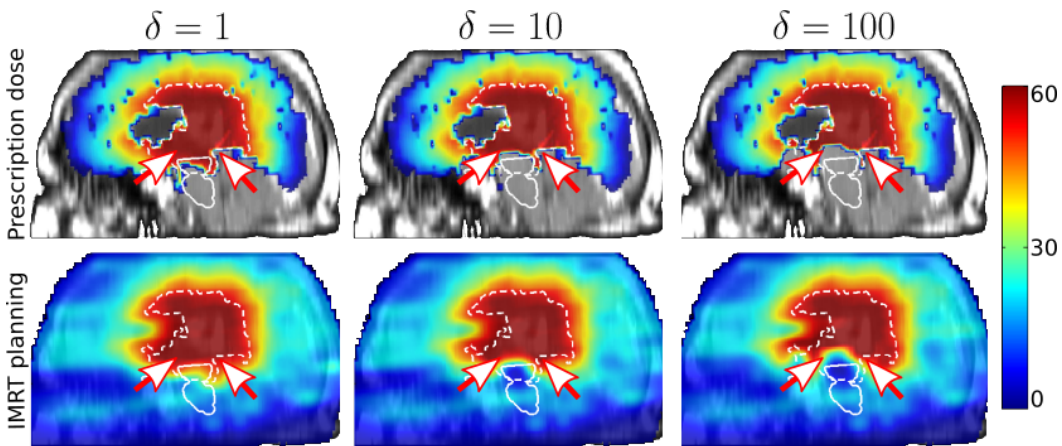 δ = 1
δ = 10
δ = 100
Prescription dose
IMRT planning
60
30
0